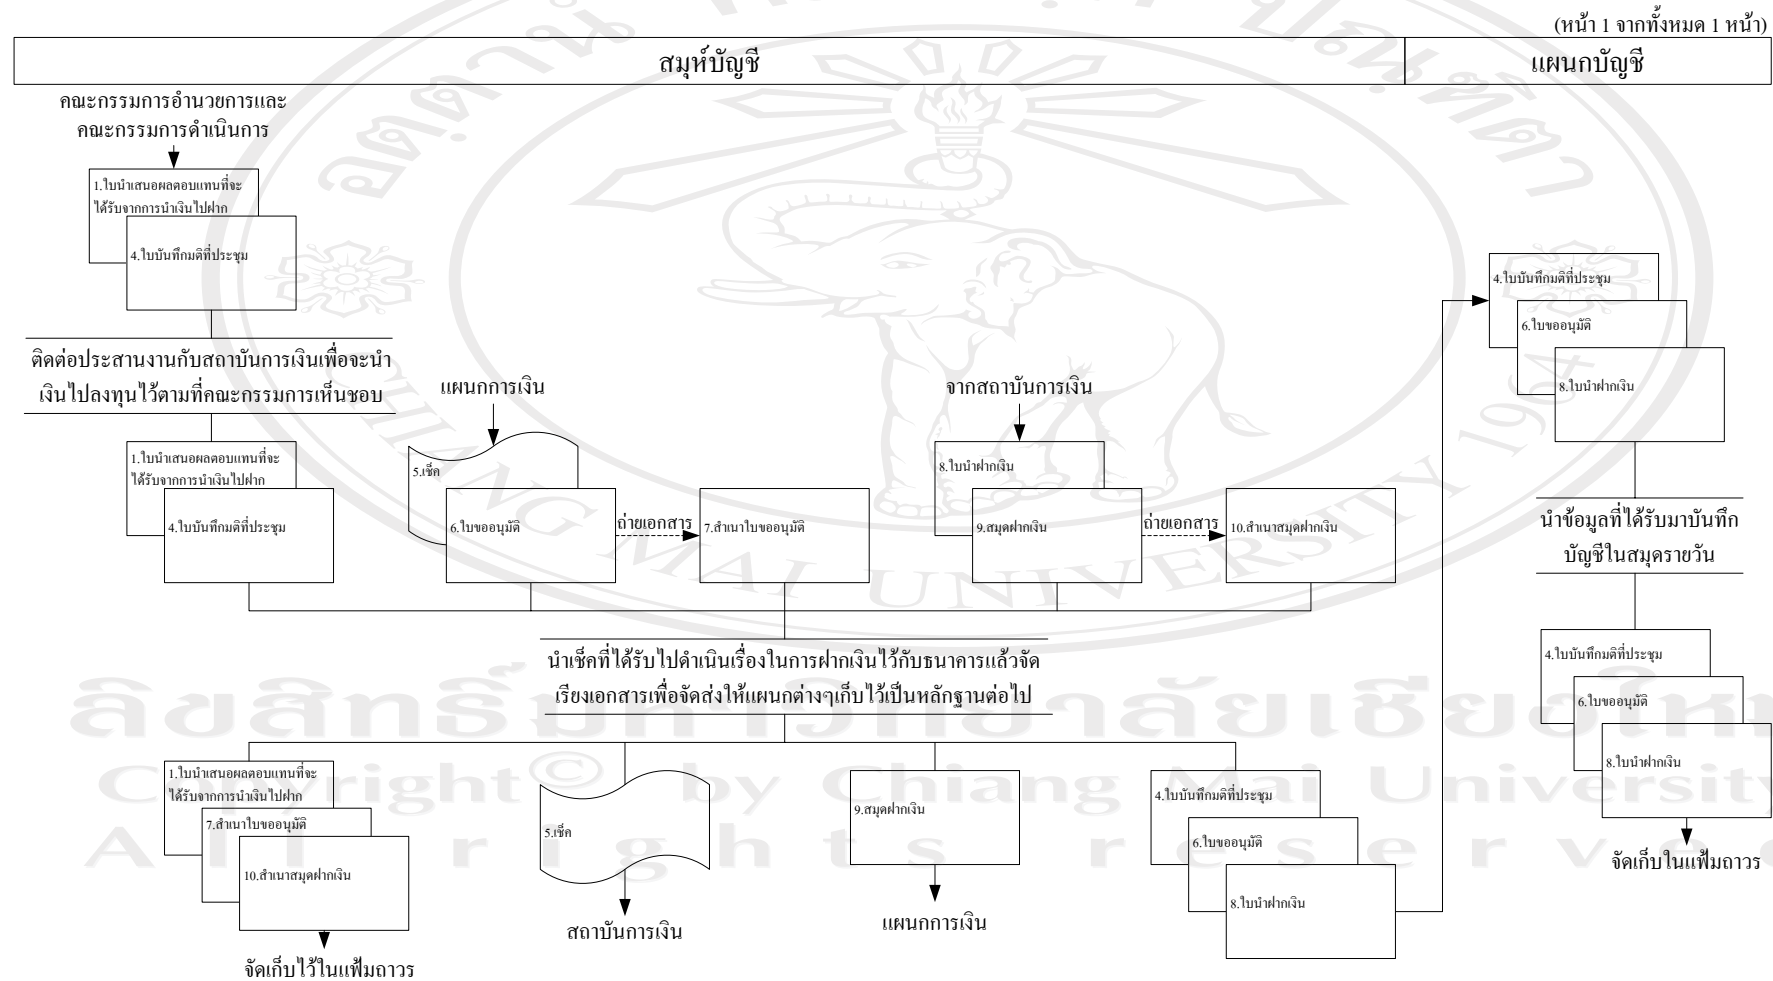 (หน้า 1 จากทั้งหมด 1 หน้า)
สมุห์บัญชี
แผนกบัญชี
คณะกรรมการอำนวยการและ
คณะกรรมการดำเนินการ
1.ใบนำเสนอผลตอบแทนที่จะ
ได้รับจากการนำเงินไปฝาก
4.ใบบันทึกมติที่ประชุม
ติดต่อประสานงานกับสถาบันการเงินเพื่อจะนำ
เงินไปลงทุนไว้ตามที่คณะกรรมการเห็นชอบ
1.ใบนำเสนอผลตอบแทนที่จะ
ได้รับจากการนำเงินไปฝาก
4.ใบบันทึกมติที่ประชุม
แผนกการเงิน
5.เช็ค
6.ใบขออนุมัติ
ถ่ายเอกสาร
7.สำเนาใบขออนุมัติ
จากสถาบันการเงิน
8.ใบนำฝากเงิน
9.สมุดฝากเงิน
ถ่ายเอกสาร
10.สำเนาสมุดฝากเงิน
นำเช็คที่ได้รับไปดำเนินเรื่องในการฝากเงินไว้กับธนาคารแล้วจัด
เรียงเอกสารเพื่อจัดส่งให้แผนกต่างๆเก็บไว้เป็นหลักฐานต่อไป
1.ใบนำเสนอผลตอบแทนที่จะ
ได้รับจากการนำเงินไปฝาก
7.สำเนาใบขออนุมัติ
10.สำเนาสมุดฝากเงิน
จัดเก็บไว้ในแฟ้มถาวร
5.เช็ค
สถาบันการเงิน
9.สมุดฝากเงิน
แผนกการเงิน
4.ใบบันทึกมติที่ประชุม
6.ใบขออนุมัติ
8.ใบนำฝากเงิน
4.ใบบันทึกมติที่ประชุม
6.ใบขออนุมัติ
8.ใบนำฝากเงิน
นำข้อมูลที่ได้รับมาบันทึก
บัญชีในสมุดรายวัน
4.ใบบันทึกมติที่ประชุม
6.ใบขออนุมัติ
8.ใบนำฝากเงิน
จัดเก็บในแฟ้มถาวร
CHIANG MAI UNIVERSITY 1964
ลิขสิทธิ์มหาวิทยาลัยเชียงให
Copyright© by Chiang Mai University
All rights reserve